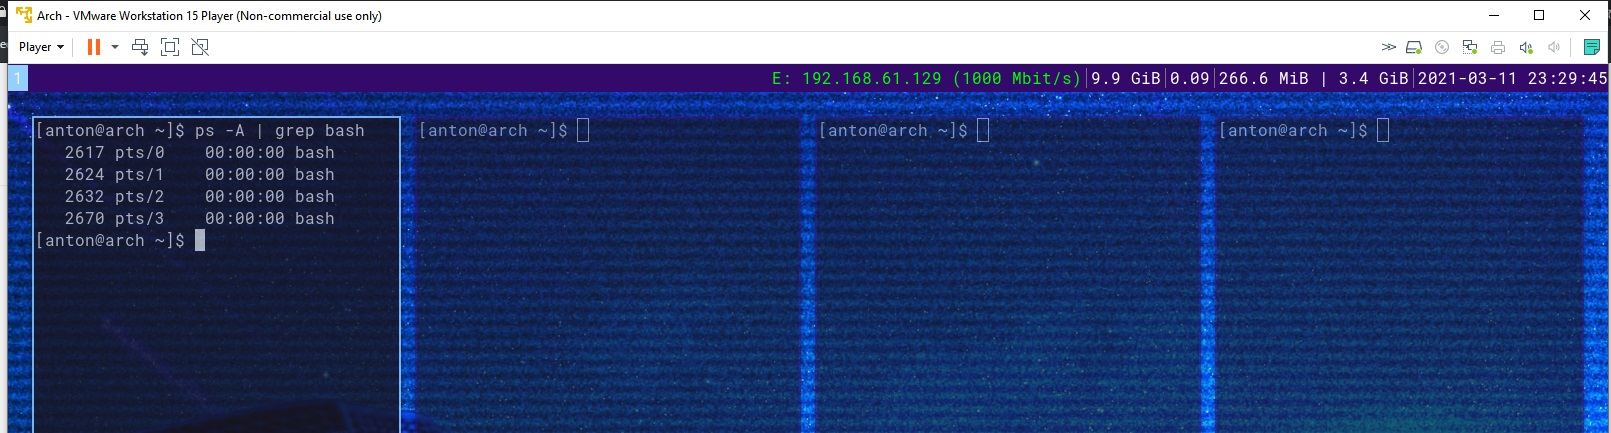 Arch - VMware Workstation 15 Player (Non-commercial use only)
Player
1
E: 192.168.61.129 (1000 Mbit/s)|9.9 GiB|0.09|266.6 MiB | 3.4 GiB|2021-03-11 23:29:45
[anton@arch ~]$ ps -A | grep bash
2617 pts/0 00:00:00 bash
2624 pts/1 00:00:00 bash
2632 pts/2 00:00:00 bash
2670 pts/3 00:00:00 bash
[anton@arch ~]$
[anton@arch ~]$
[anton@arch ~]$
[anton@arch ~]$